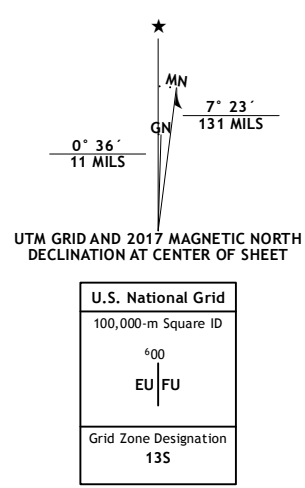 ★
MN
7° 23´
131 MILS
GN
0° 36´
11 MILS
UTM GRID AND 2017 MAGNETIC NORTH
DECLINATION AT CENTER OF SHEET
U.S. National Grid
100,000-m Square ID
⁶00
EU FU
Grid Zone Designation
13S